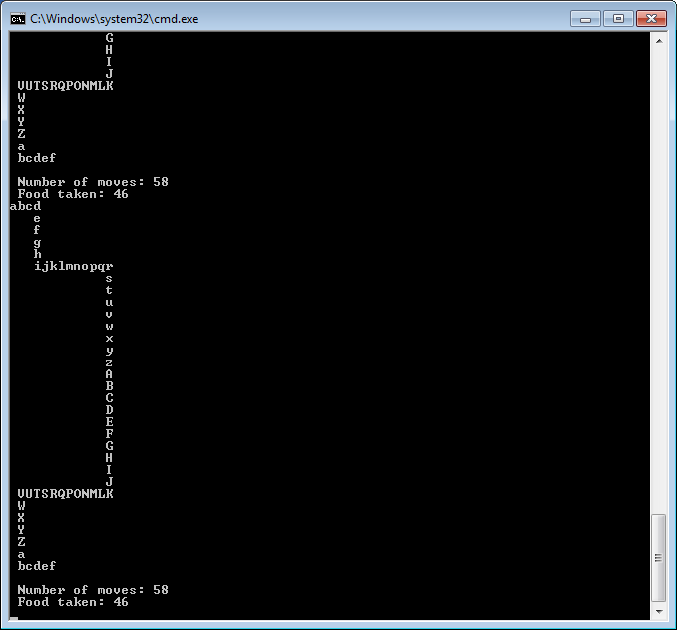 C:\Windows\system32\cmd.exe
G
H
I
J
VUTSRQPONMLK
W
X
Y
Z
a
bcdef
Number of moves: 58
Food taken: 46
abcd
e
f
g
h
ijklmnopqr
s
t
u
v
w
x
y
z
A
B
C
D
E
F
G
H
I
J
VUTSRQPONMLK
W
X
Y
Z
a
bcdef
Number of moves: 58
Food taken: 46